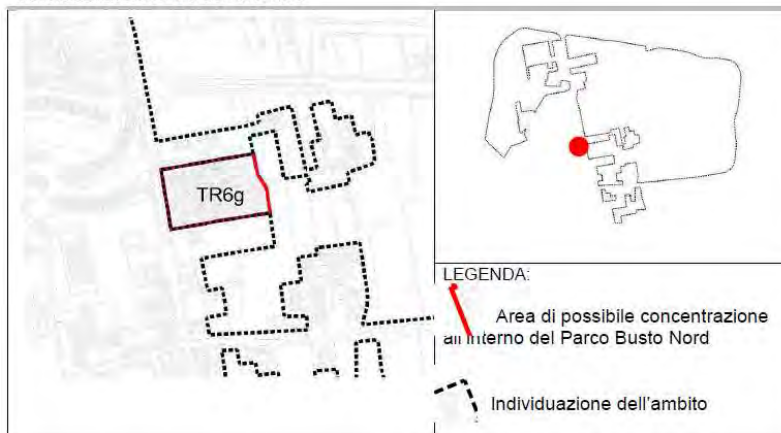 TR6g
LEGENDA:
Area di possibile concentrazione
all'interno del Parco Busto Nord
Individuazione dell'ambito